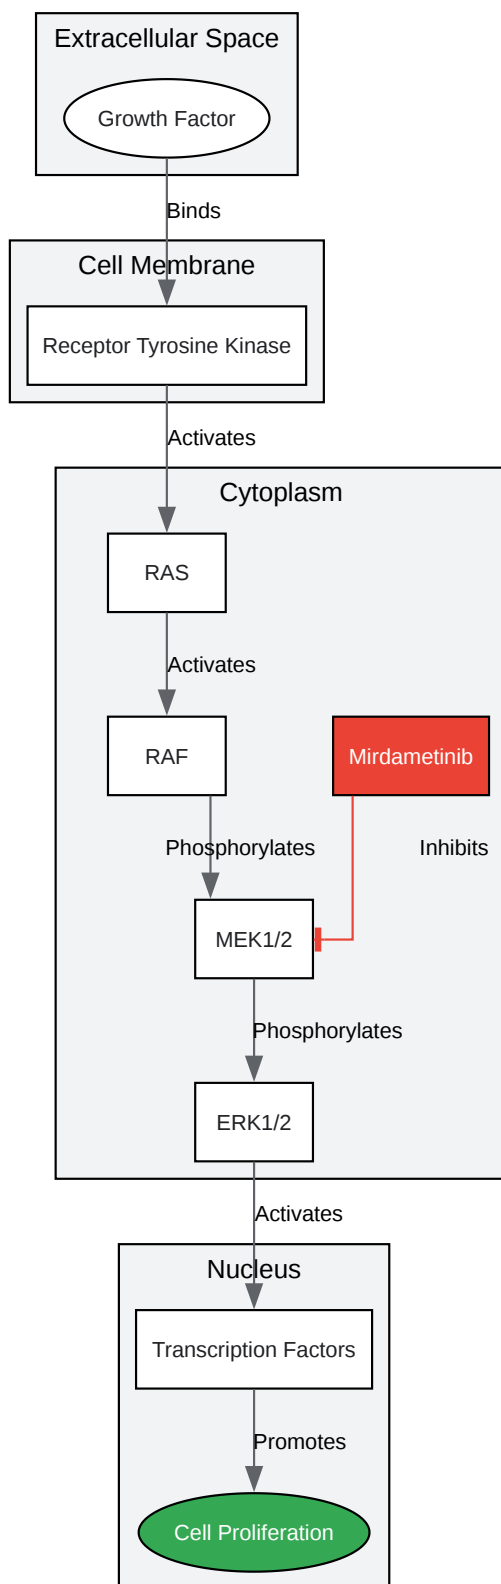 Extracellular Space
Growth Factor
Binds
Cell Membrane
Receptor Tyrosine Kinase
Activates
Cytoplasm
RAS
Activates
RAF
Mirdametinib
Phosphorylates
Inhibits
MEK1/2
Phosphorylates
ERK1/2
Activates
Nucleus
Transcription Factors
Promotes
Cell Proliferation